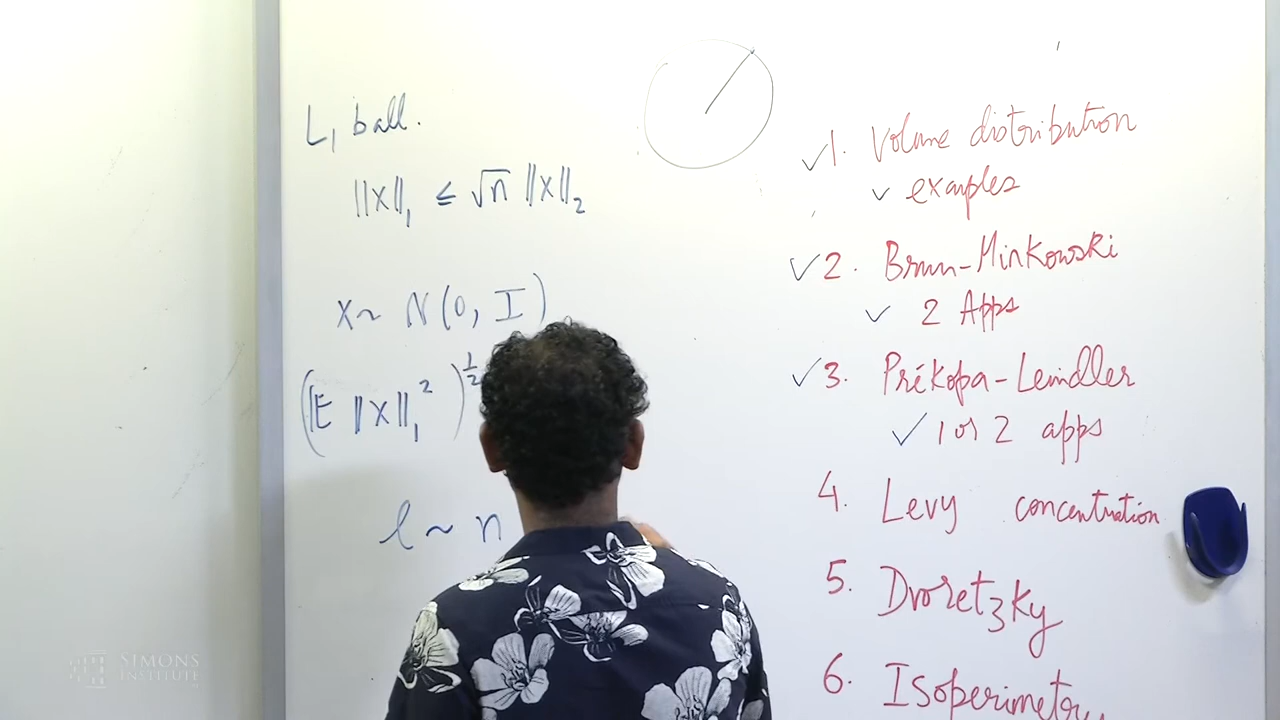 L₁ ball.
‖x‖₁ ≤ √n ‖x‖₂
x ~ N(0, I)
(𝔼 ‖x‖₁²)^{1/2}
ℓ ~ n
✓1. Volume distribution
✓ examples
✓2. Brunn-Minkowski
✓ 2 Apps
✓3. Prékopa-Leindler
✓ 1 or 2 apps
4. Levy concentration
5. Dvoretzky
6. Isoperimetry
SIMONS
INSTITUTE